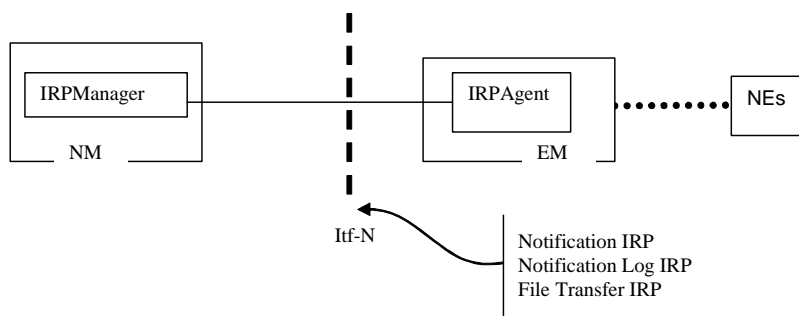 IRPManager
NM
Itf-N
IRPAgent
EM
NEs
Notification IRP
Notification Log IRP
File Transfer IRP